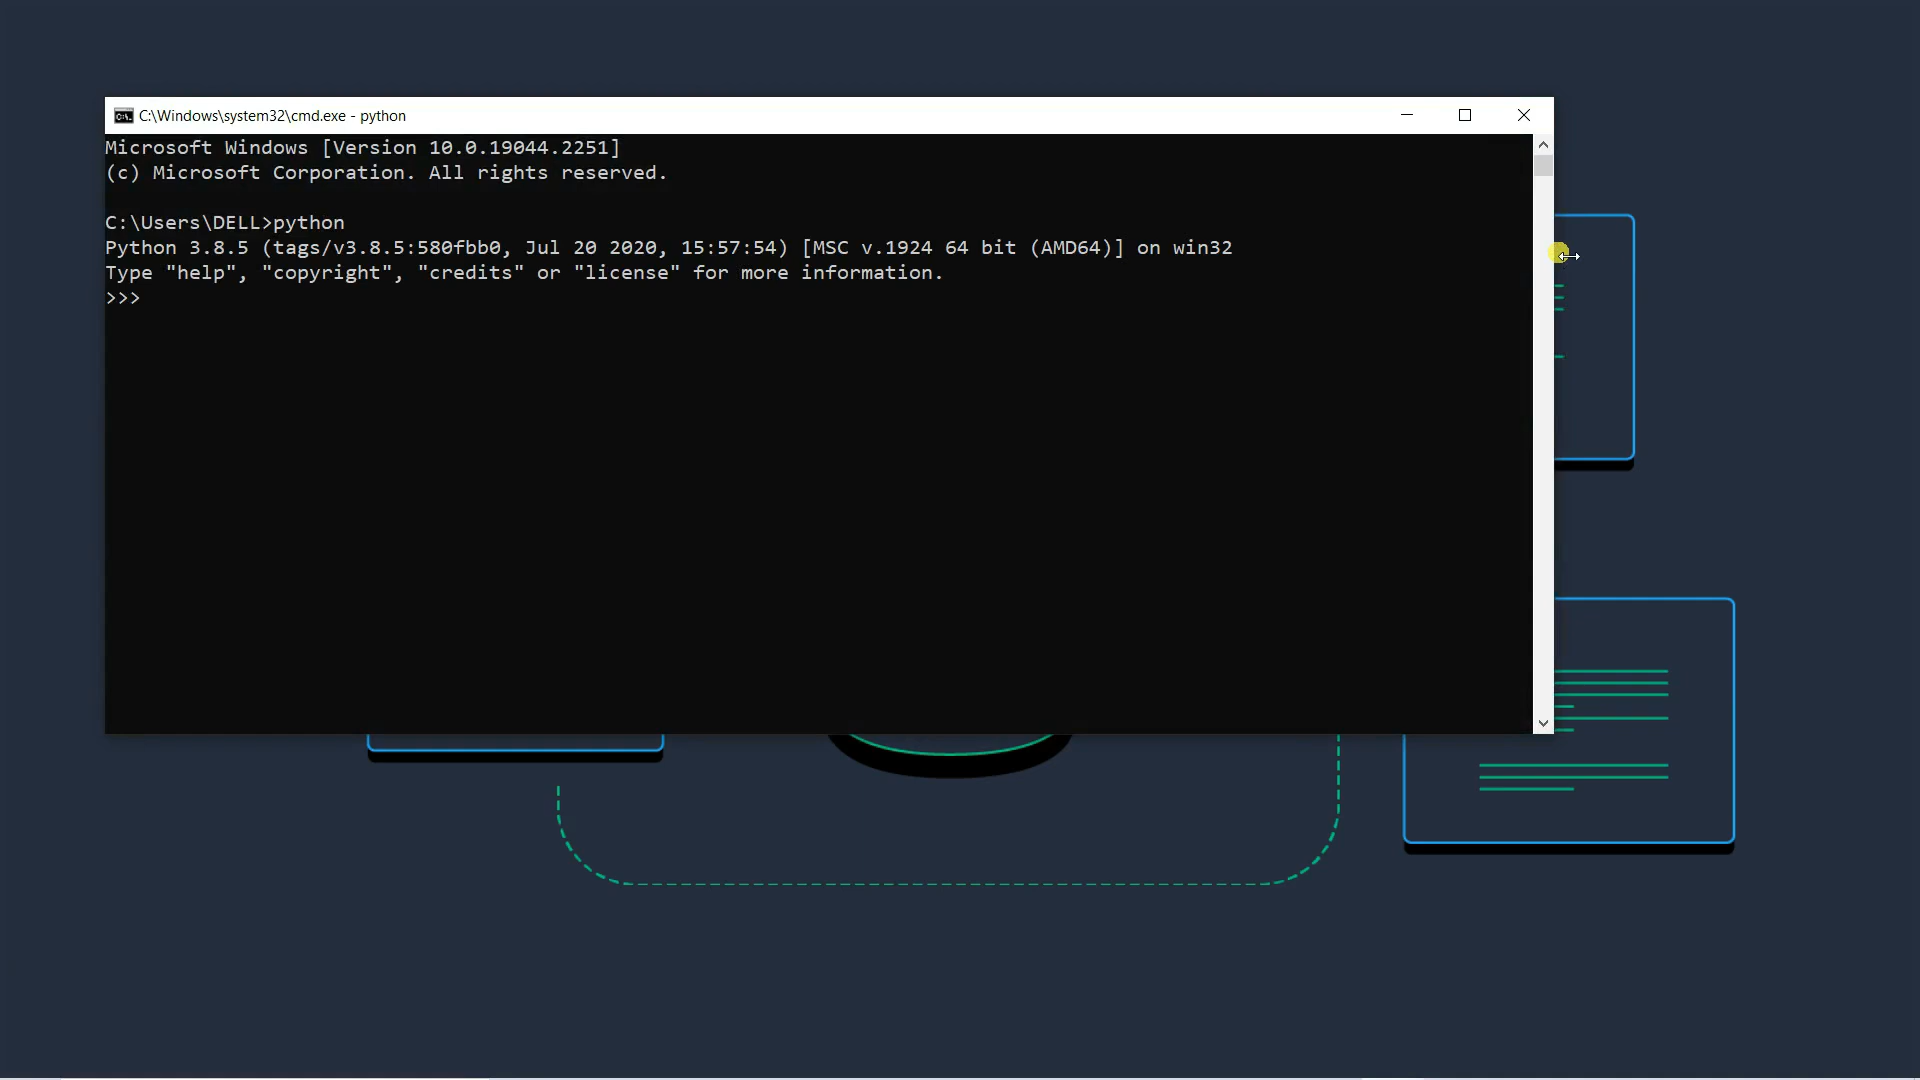 C:\Windows\system32\cmd.exe - python
Microsoft Windows [Version 10.0.19044.2251]
(c) Microsoft Corporation. All rights reserved.
C:\Users\DELL>python
Python 3.8.5 (tags/v3.8.5:580fbb0, Jul 20 2020, 15:57:54) [MSC v.1924 64 bit (AMD64)] on win32
Type "help", "copyright", "credits" or "license" for more information.
>>>